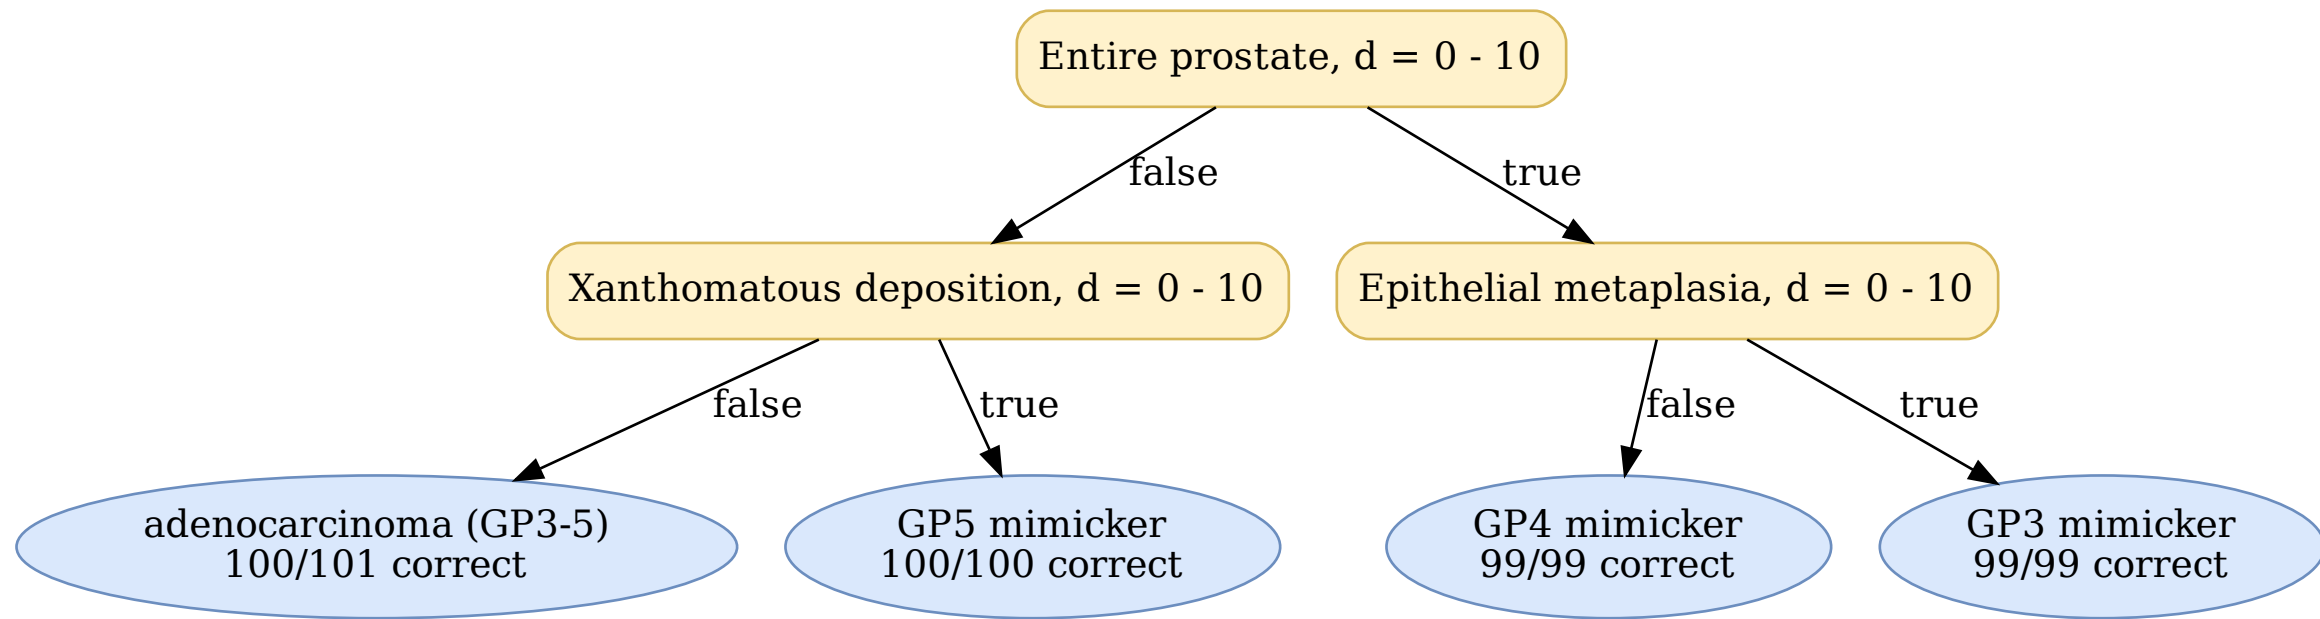 Entire prostate, d = 0 - 10
false
true
Xanthomatous deposition, d = 0 - 10
Epithelial metaplasia, d = 0 - 10
false
true
false
true
adenocarcinoma (GP3-5)
100/101 correct
GP5 mimicker
100/100 correct
GP4 mimicker
99/99 correct
GP3 mimicker
99/99 correct